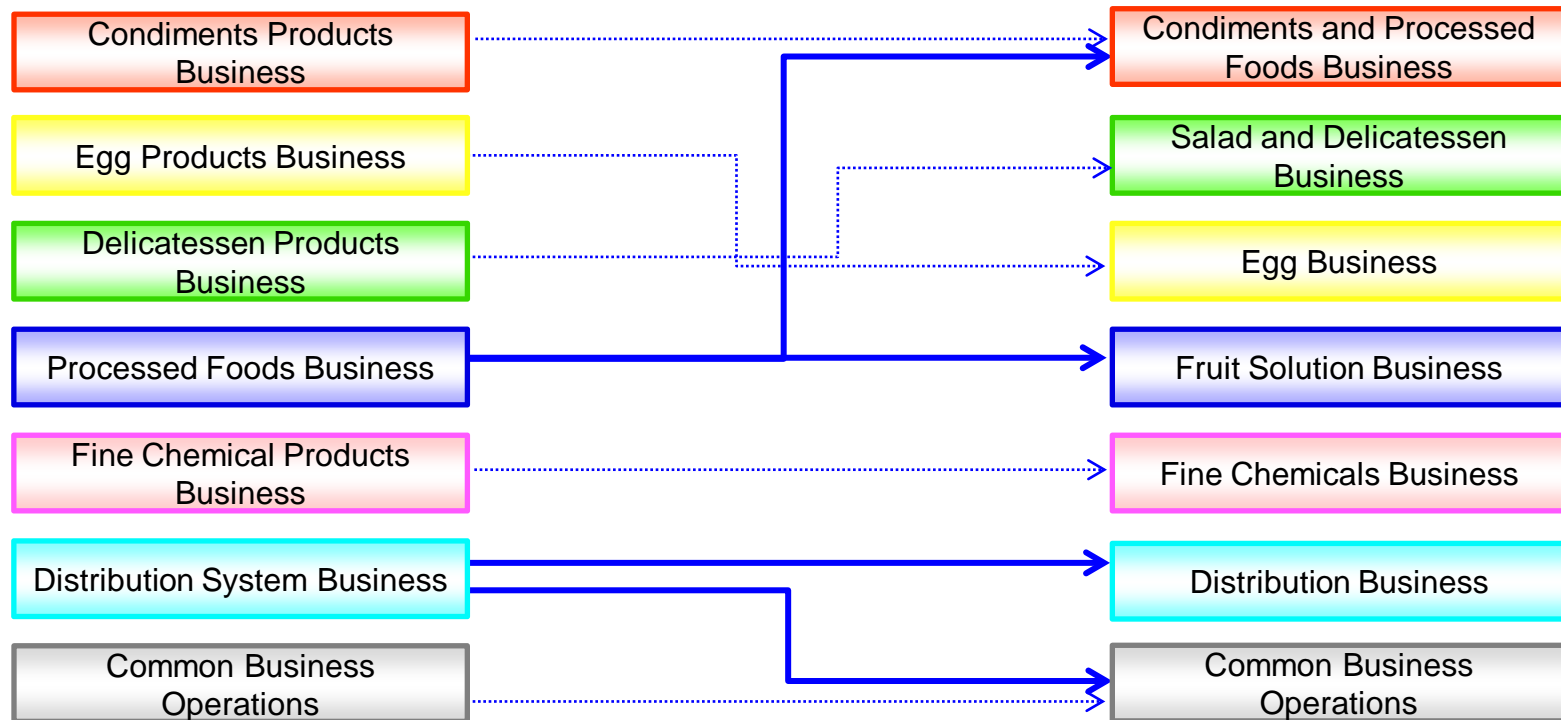 Condiments Products
Business
Condiments and Processed
Foods Business
Egg Products Business
Salad and Delicatessen
Business
Delicatessen Products
Business
Egg Business
Processed Foods Business
Fruit Solution Business
Fine Chemical Products
Business
Fine Chemicals Business
Distribution System Business
Distribution Business
Common Business
Operations
Common Business
Operations